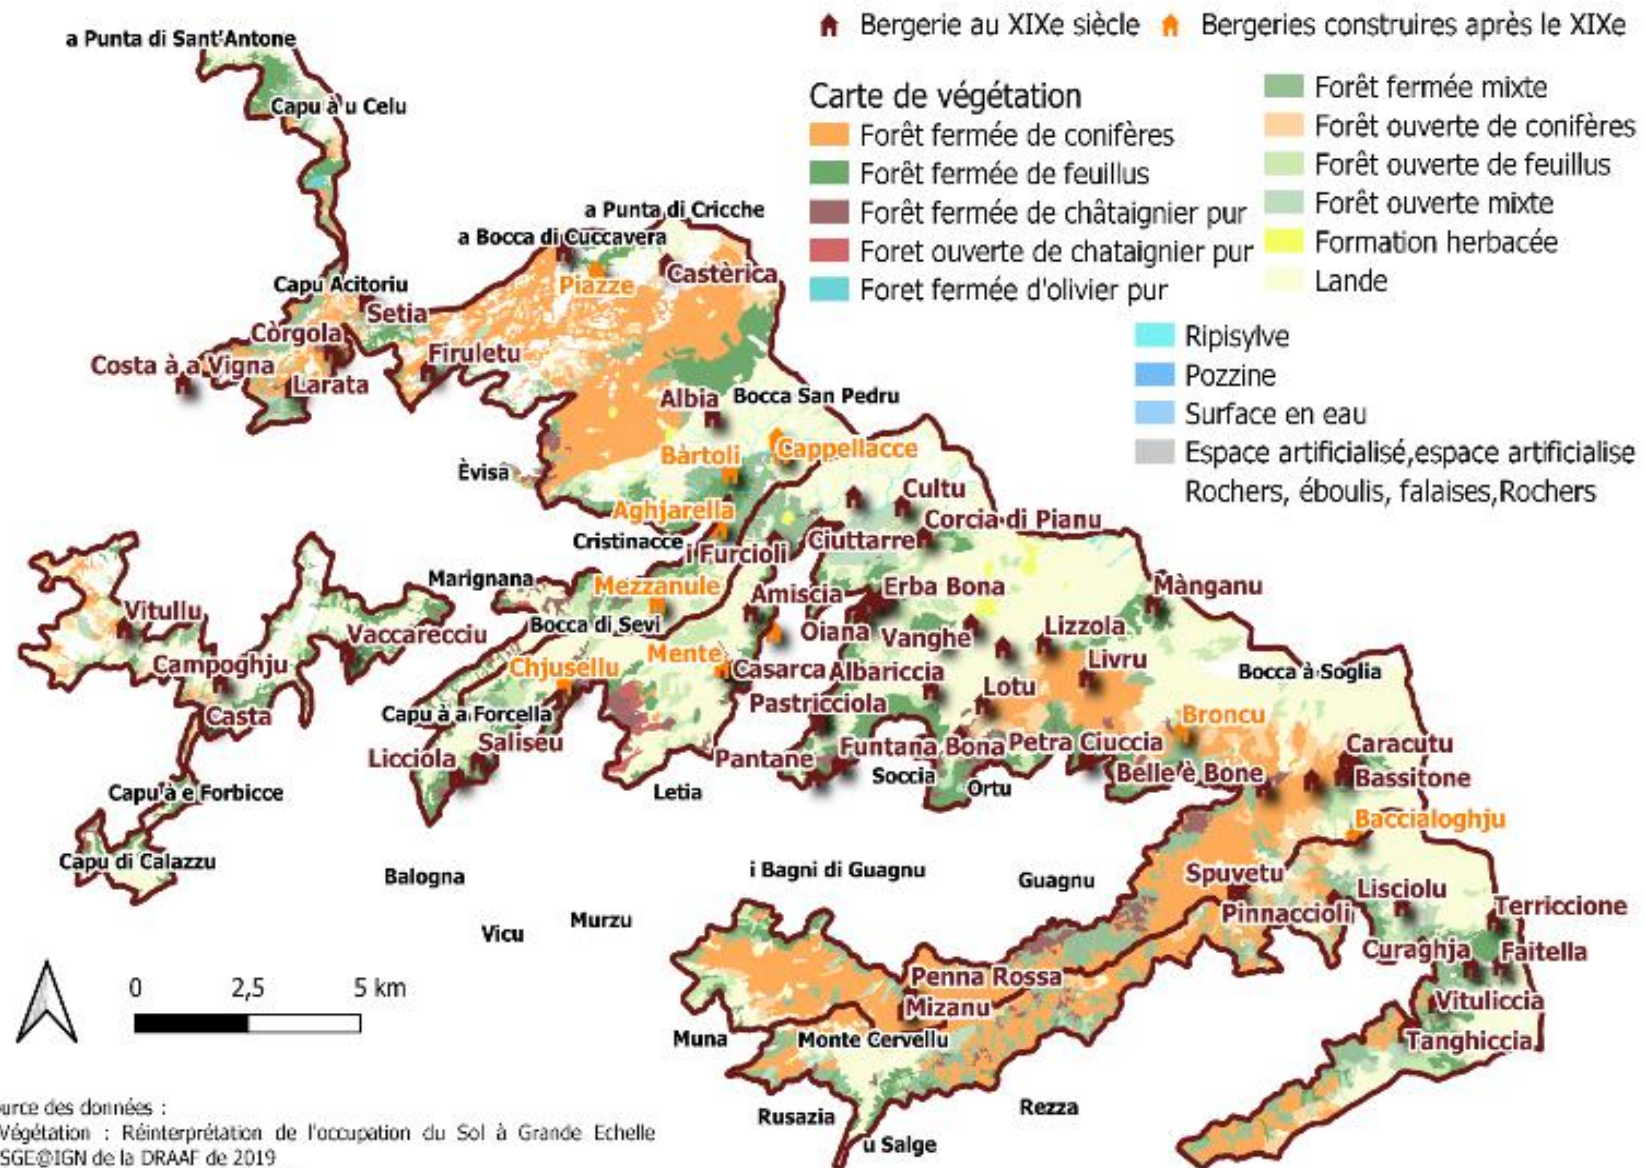 Bergerie au XIXe siècle
Bergeries construires après le XIXe
Carte de végétation
Forêt fermée de conifères
Forêt fermée de feuillus
Forêt fermée de châtaignier pur
Foret ouverte de chataignier pur
Foret fermée d'olivier pur
Forêt fermée mixte
Forêt ouverte de conifères
Forêt ouverte de feuillus
Forêt ouverte mixte
Formation herbacée
Lande
Ripisylve
Pozzine
Surface en eau
Espace artificialisé,espace artificialise
Rochers, éboulis, falaises,Rochers
a Punta di Sant'Antone
Capu à u Celu
a Punta di Cricche
a Bocca di Cuccavera
Piazze
Castèrica
Capu Acitoriu
Setia
Còrgola
Costa à a Vigna
Larata
Firuletu
Albia
Bocca San Pedru
Bàrtoli
Cappellacce
Èvisa
Aghjarella
Cultu
Corcia di Pianu
Cristinacce
i Furcioli
Ciuttarre
Marignana
Mezzanule
Amiscia
Erba Bona
Mànganu
Bocca di Sevi
Oiana
Vanghe
Lizzola
Vitullu
Vaccarecciu
Campoghju
Chjusellu
Mente
Casarca
Albariccia
Livru
Bocca à Soglia
Casta
Capu à a Forcella
Pastricciola
Lotu
Broncu
Licciola
Saliseu
Pantane
Funtana Bona
Petra Ciuccia
Caracutu
Soccia
Belle è Bone
Bassitone
Capu à e Forbicce
Letia
Ortu
Baccialoghju
Capu di Calazzu
Balogna
i Bagni di Guagnu
Guagnu
Spuvetu
Lisciolu
Vicu
Murzu
Pinnaccioli
Terriccione
Curaghja
Faitella
Penna Rossa
Mizanu
Vituliccia
Muna
Monte Cervellu
Tanghiccia
Rusazia
Rezza
u Salge
0 2,5 5 km
urce des données :
Végétation : Réinterprétation de l'occupation du Sol à Grande Echelle
SGE@IGN de la DRAAF de 2019